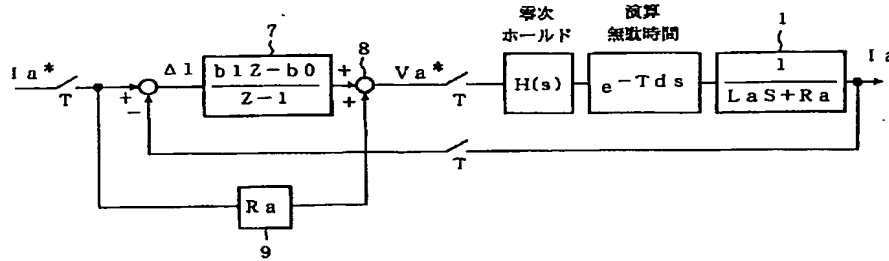 零次
ホールド
演算
無駄時間
1
7
8
Ia*
T
+
−
ΔI
b1Z−b0
Z−1
+
+
Va*
T
H(s)
e−Tds
1
LaS+Ra
Ia
T
Ra
9